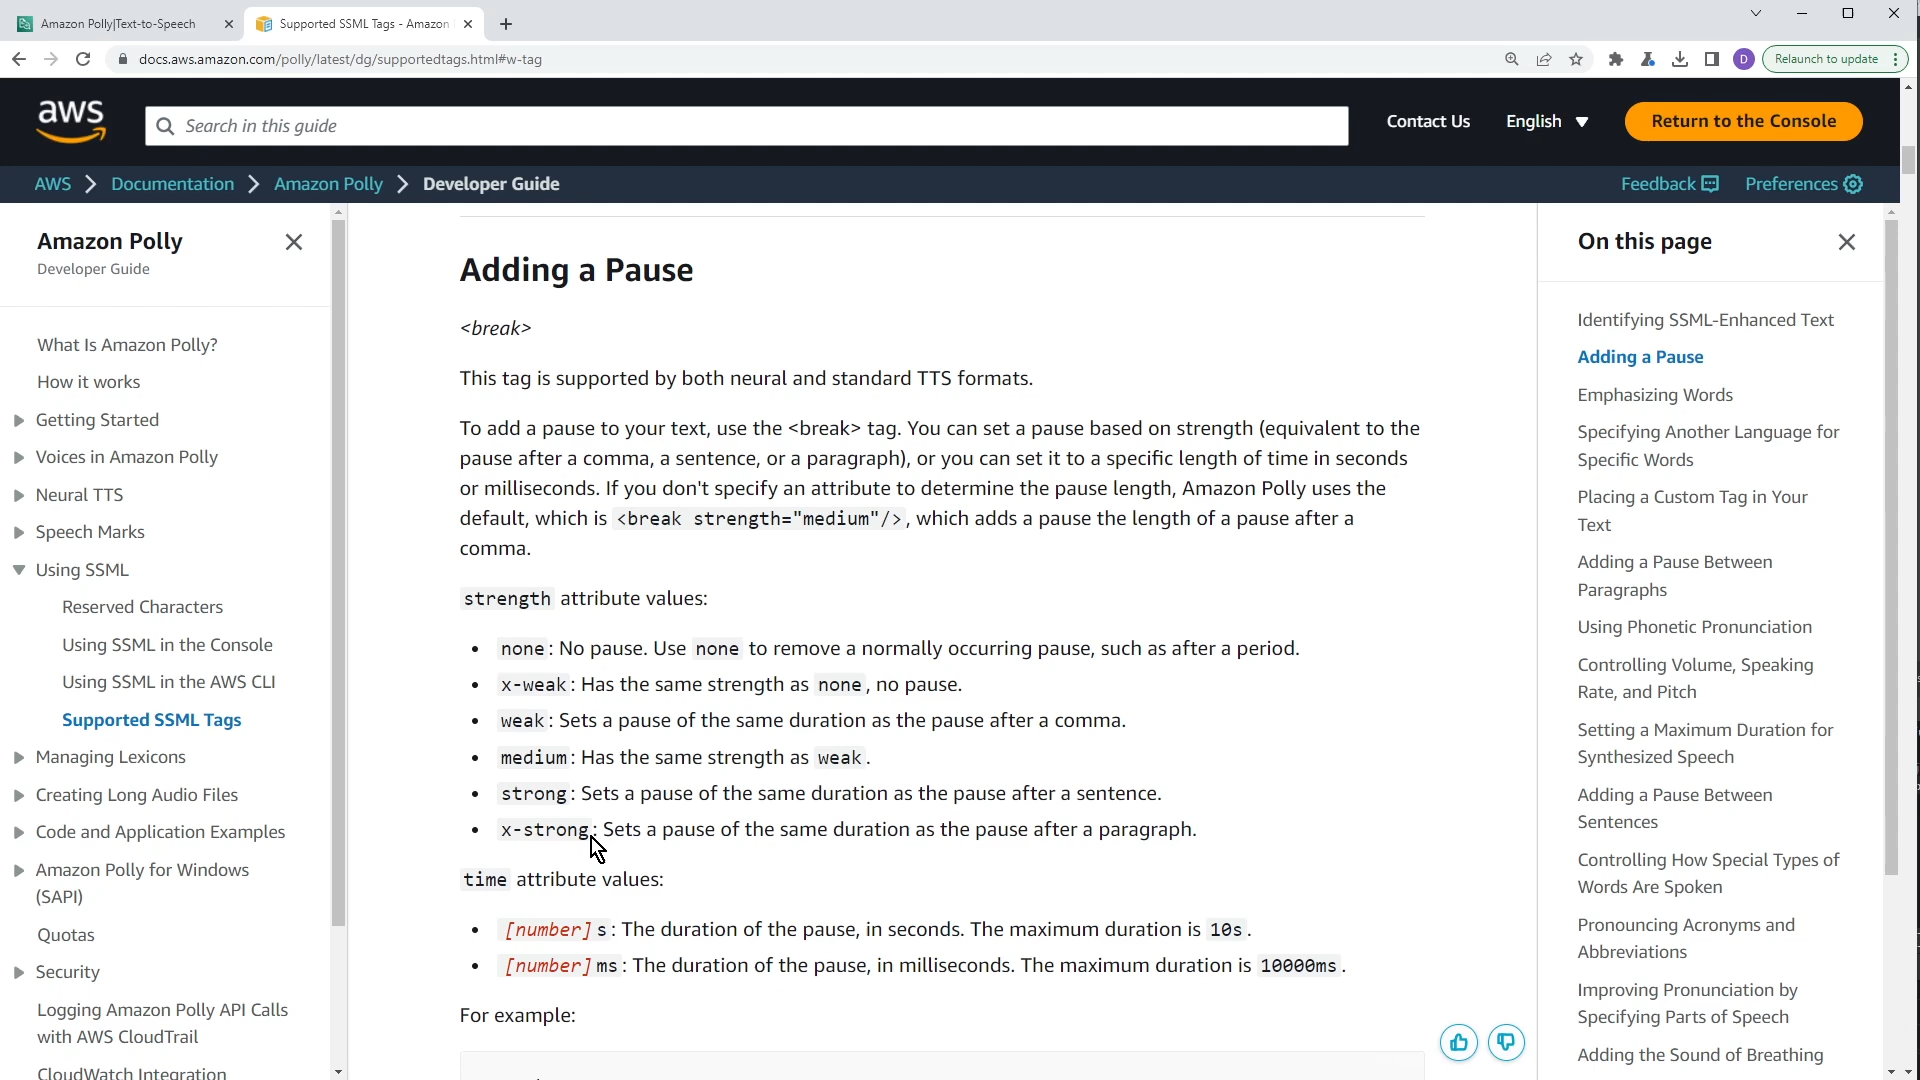 Amazon Polly|Text-to-Speech
Supported SSML Tags - Amazon
docs.aws.amazon.com/polly/latest/dg/supportedtags.html#w-tag
D
Relaunch to update
aws
Search in this guide
Contact Us
English
Return to the Console
AWS > Documentation > Amazon Polly > Developer Guide
Feedback
Preferences
Amazon Polly
Developer Guide
What Is Amazon Polly?
How it works
Getting Started
Voices in Amazon Polly
Neural TTS
Speech Marks
Using SSML
Reserved Characters
Using SSML in the Console
Using SSML in the AWS CLI
Supported SSML Tags
Managing Lexicons
Creating Long Audio Files
Code and Application Examples
Amazon Polly for Windows
(SAPI)
Quotas
Security
Logging Amazon Polly API Calls
with AWS CloudTrail
CloudWatch Integration
Adding a Pause
<break>
This tag is supported by both neural and standard TTS formats.
To add a pause to your text, use the <break> tag. You can set a pause based on strength (equivalent to the
pause after a comma, a sentence, or a paragraph), or you can set it to a specific length of time in seconds
or milliseconds. If you don't specify an attribute to determine the pause length, Amazon Polly uses the
default, which is <break strength="medium"/>, which adds a pause the length of a pause after a
comma.
strength attribute values:
• none: No pause. Use none to remove a normally occurring pause, such as after a period.
• x-weak: Has the same strength as none, no pause.
• weak: Sets a pause of the same duration as the pause after a comma.
• medium: Has the same strength as weak.
• strong: Sets a pause of the same duration as the pause after a sentence.
• x-strong: Sets a pause of the same duration as the pause after a paragraph.
time attribute values:
• [number]s: The duration of the pause, in seconds. The maximum duration is 10s.
• [number]ms: The duration of the pause, in milliseconds. The maximum duration is 10000ms.
For example:
On this page
Identifying SSML-Enhanced Text
Adding a Pause
Emphasizing Words
Specifying Another Language for
Specific Words
Placing a Custom Tag in Your
Text
Adding a Pause Between
Paragraphs
Using Phonetic Pronunciation
Controlling Volume, Speaking
Rate, and Pitch
Setting a Maximum Duration for
Synthesized Speech
Adding a Pause Between
Sentences
Controlling How Special Types of
Words Are Spoken
Pronouncing Acronyms and
Abbreviations
Improving Pronunciation by
Specifying Parts of Speech
Adding the Sound of Breathing